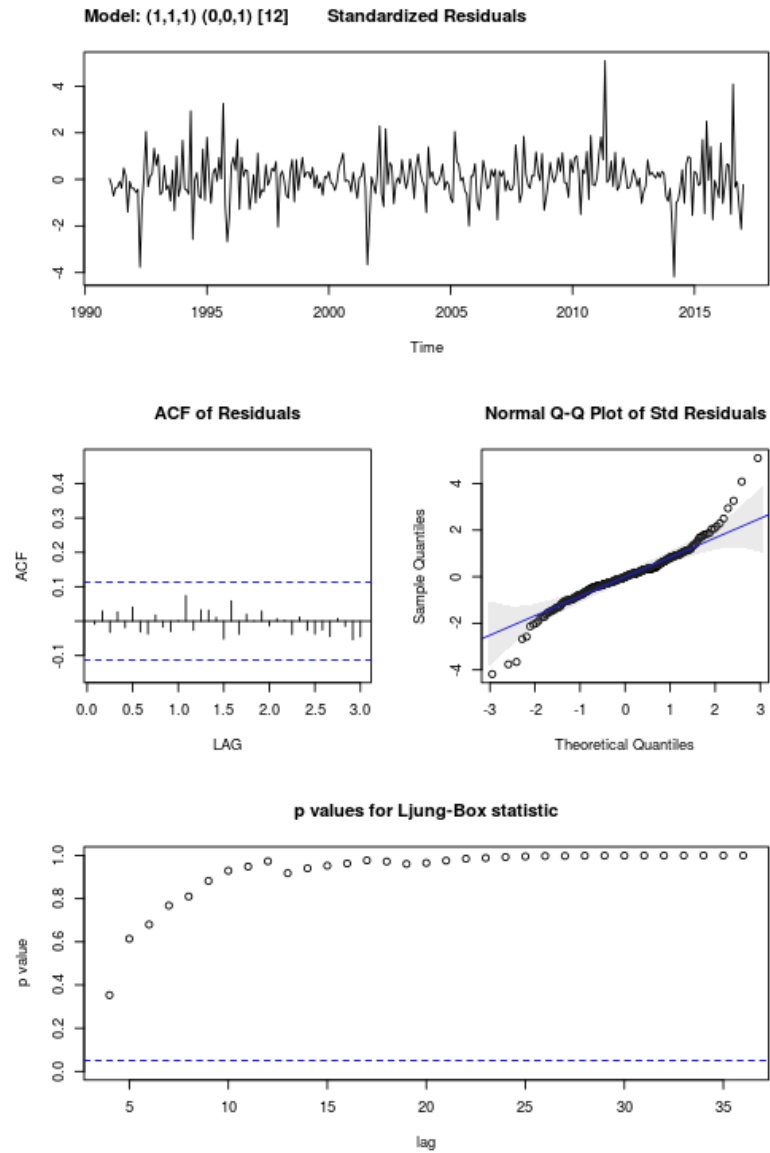 Model: (1,1,1) (0,0,1) [12] Standardized Residuals
4
2
0
-2
-4
1990 1995 2000 2005 2010 2015
Time
ACF of Residuals
ACF
0.4
0.3
0.2
0.1
-0.1
0.0 0.5 1.0 1.5 2.0 2.5 3.0
LAG
Normal Q-Q Plot of Std Residuals
Sample Quantiles
4
2
0
-2
-4
-3 -2 -1 0 1 2 3
Theoretical Quantiles
p values for Ljung-Box statistic
p value
1.0
0.8
0.6
0.4
0.2
0.0
5 10 15 20 25 30 35
lag